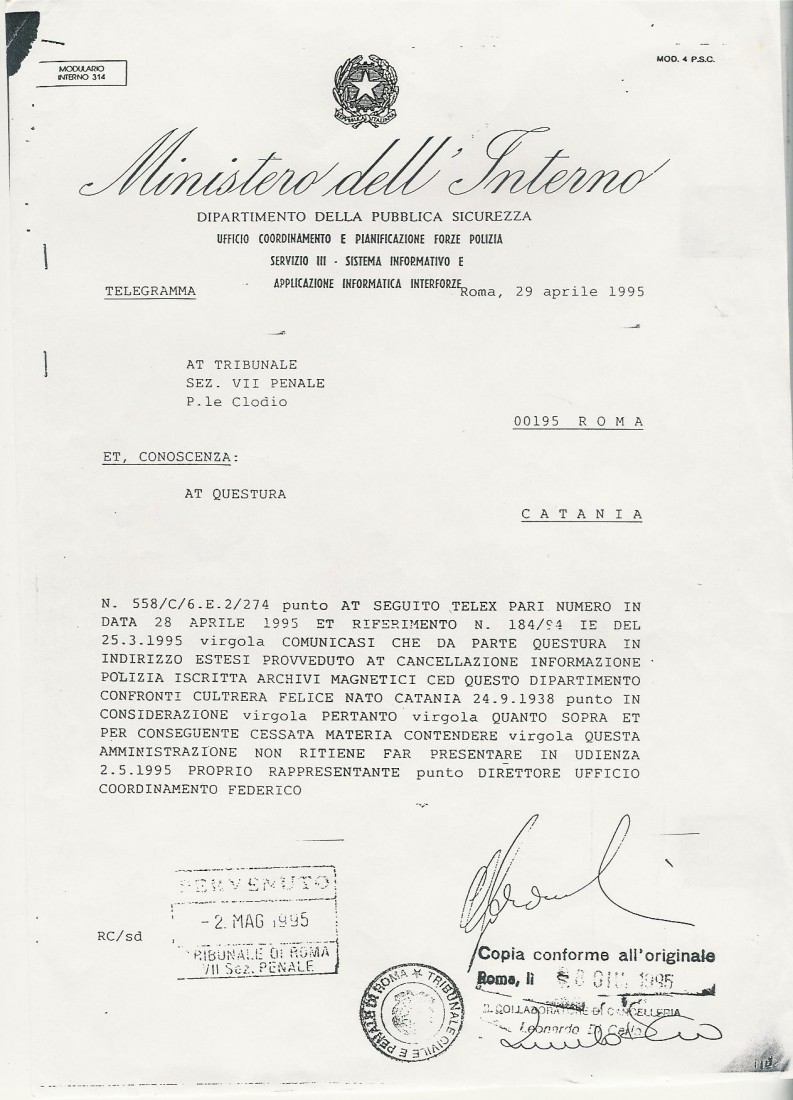 MODULARIO
INTERNO 314
MOD. 4 P.S.C.
Ministero dell'Interno
DIPARTIMENTO DELLA PUBBLICA SICUREZZA
UFFICIO COORDINAMENTO E PIANIFICAZIONE FORZE POLIZIA
SERVIZIO III - SISTEMA INFORMATIVO E
APPLICAZIONE INFORMATICA INTERFORZE
TELEGRAMMA
Roma, 29 aprile 1995
AT TRIBUNALE
SEZ. VII PENALE
P.le Clodio
00195 R O M A
ET, CONOSCENZA:
AT QUESTURA
C A T A N I A
N. 558/C/6.E.2/274 punto AT SEGUITO TELEX PARI NUMERO IN
DATA 28 APRILE 1995 ET RIFERIMENTO N. 184/94 IE DEL
25.3.1995 virgola COMUNICASI CHE DA PARTE QUESTURA IN
INDIRIZZO ESTESI PROVVEDUTO AT CANCELLAZIONE INFORMAZIONE
POLIZIA ISCRITTA ARCHIVI MAGNETICI CED QUESTO DIPARTIMENTO
CONFRONTI CULTRERA FELICE NATO CATANIA 24.9.1938 punto IN
CONSIDERAZIONE virgola PERTANTO virgola QUANTO SOPRA ET
PER CONSEGUENTE CESSATA MATERIA CONTENDERE virgola QUESTA
AMMINISTRAZIONE NON RITIENE FAR PRESENTARE IN UDIENZA
2.5.1995 PROPRIO RAPPRESENTANTE punto DIRETTORE UFFICIO
COORDINAMENTO FEDERICO
PERVENUTO
- 2. MAG 1995
TRIBUNALE DI ROMA
VII Sez. PENALE
RC/sd
Copia conforme all'originale
Roma, lì GIU. 1995
IL COLLABORATORE DI CANCELLERIA
Leonardo
TRIBUNALE CIVILE E PENALE DI ROMA